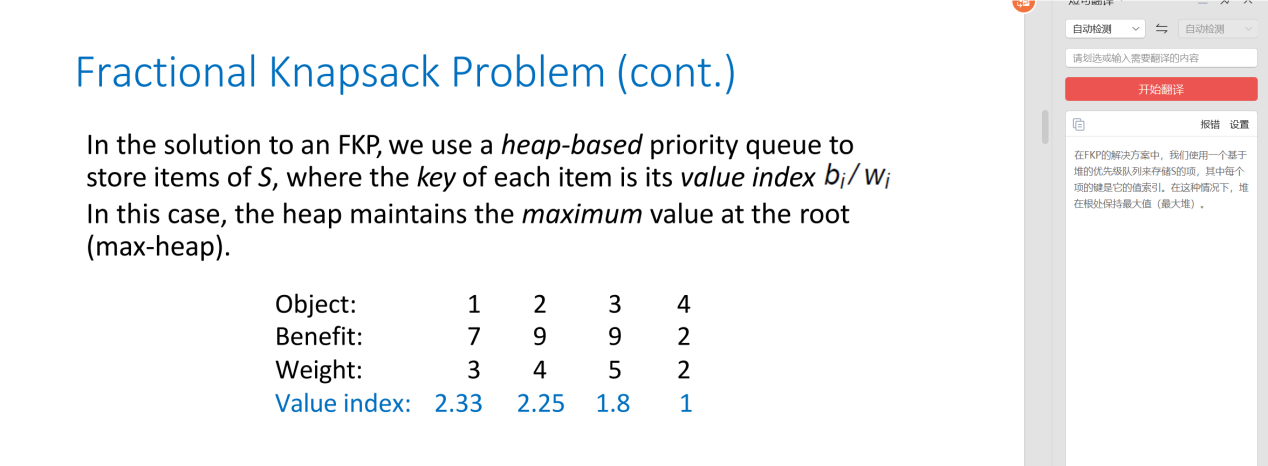 Fractional Knapsack Problem (cont.)
In the solution to an FKP, we use a heap-based priority queue to
store items of S, where the key of each item is its value index bᵢ/ wᵢ
In this case, the heap maintains the maximum value at the root
(max-heap).
Object: 1 2 3 4
Benefit: 7 9 9 2
Weight: 3 4 5 2
Value index: 2.33 2.25 1.8 1
自动检测 自动检测
请划选或输入需要翻译的内容
开始翻译
报错 设置
在FKP的解决方案中，我们使用一个基于
堆的优先级队列来存储S的项，其中每个
项的键是它的值索引。在这种情况下，堆
在根处保持最大值（最大堆）。